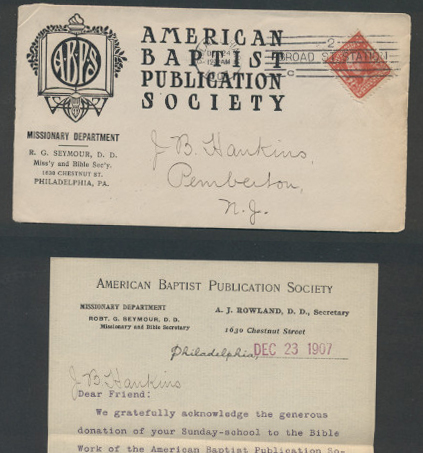 ABPS
AMERICAN
BAPTIST
PUBLICATION
SOCIETY
2
BROAD ST. STATION
MISSIONARY DEPARTMENT
R. G. SEYMOUR, D. D.
Miss'y and Bible Sec'y.
1630 CHESTNUT ST.
PHILADELPHIA, PA.
J B Hankins,
Pemberton,
N. J.
AMERICAN BAPTIST PUBLICATION SOCIETY
MISSIONARY DEPARTMENT
ROBT. G. SEYMOUR, D. D.
Missionary and Bible Secretary
A. J. ROWLAND, D. D., Secretary
1630 Chestnut Street
Philadelphia, DEC 23 1907
J B Hankins
Dear Friend:
We gratefully acknowledge the generous
donation of your Sunday-school to the Bible
Work of the American Baptist Publication So-